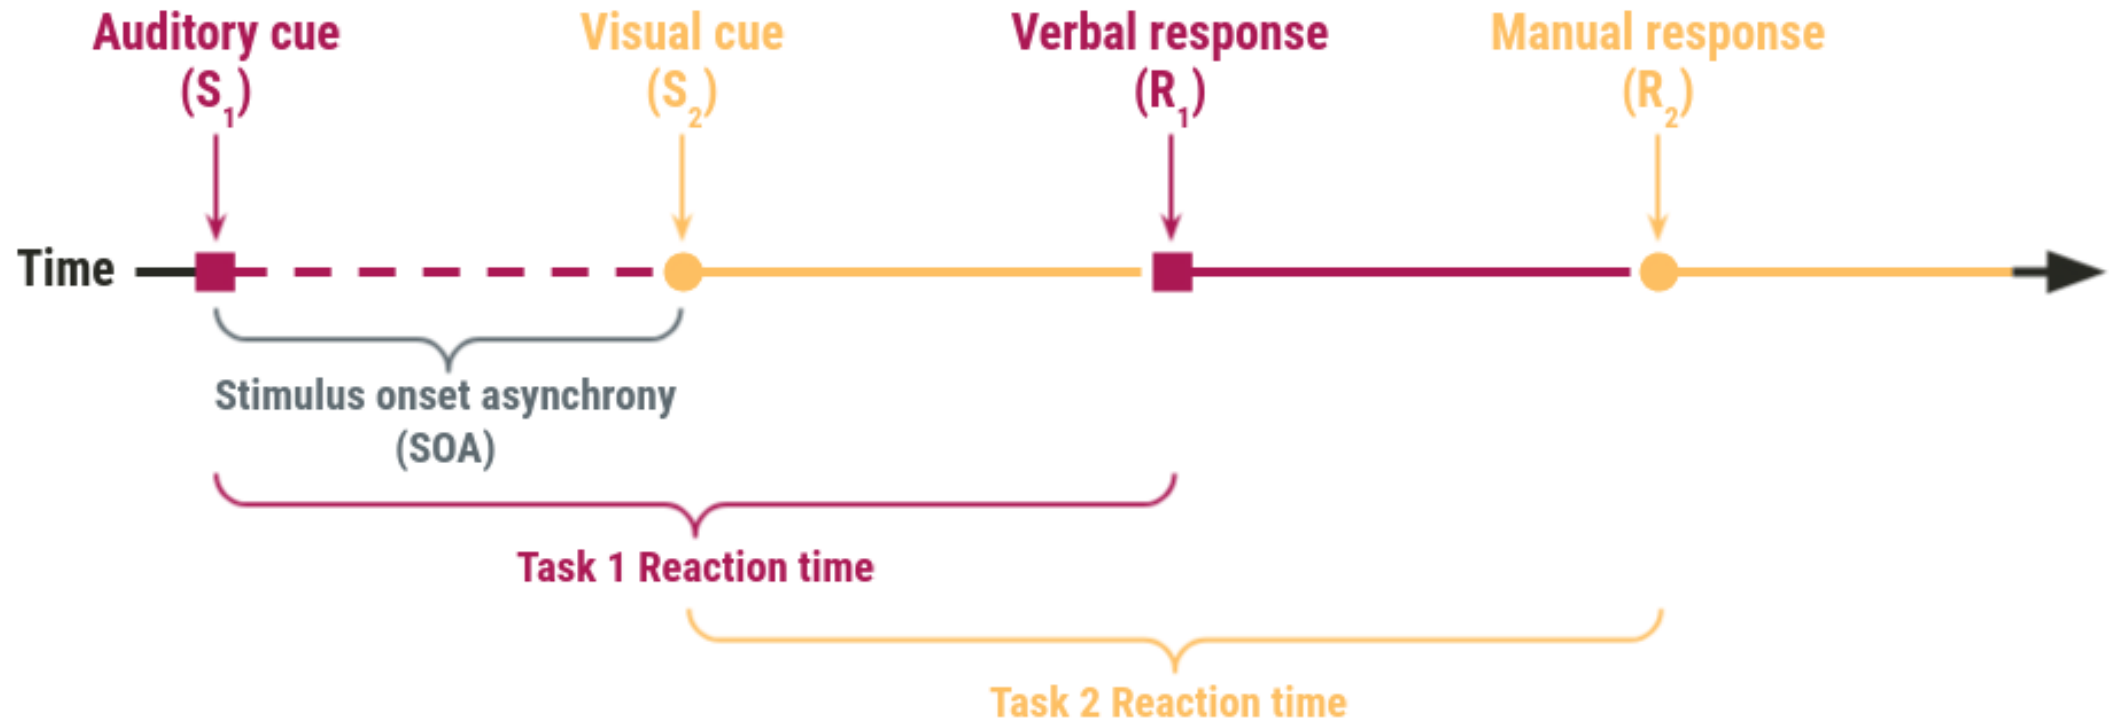 Auditory cue
(S1)
Visual cue
(S2)
Verbal response
(R1)
Manual response
(R2)
Time
Stimulus onset asynchrony
(SOA)
Task 1 Reaction time
Task 2 Reaction time